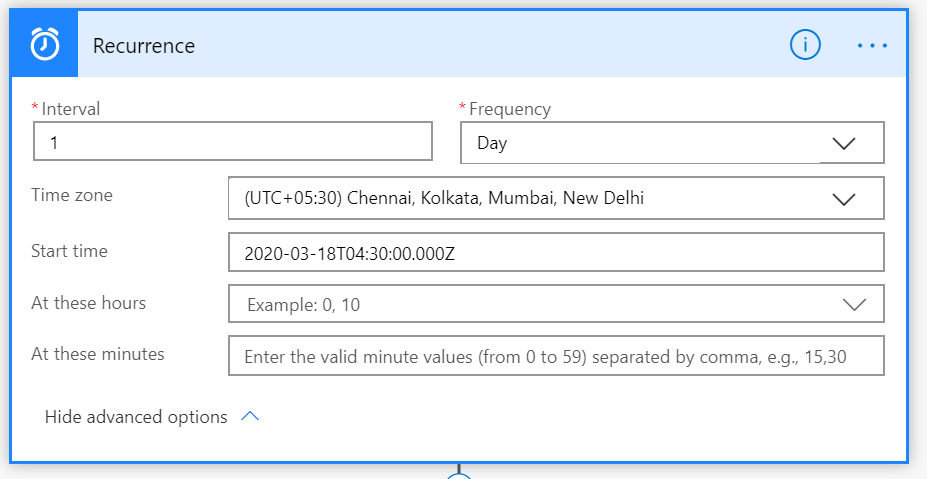 Recurrence
* Interval
* Frequency
1
Day
Time zone
(UTC+05:30) Chennai, Kolkata, Mumbai, New Delhi
Start time
2020-03-18T04:30:00.000Z
At these hours
Example: 0, 10
At these minutes
Enter the valid minute values (from 0 to 59) separated by comma, e.g., 15,30
Hide advanced options